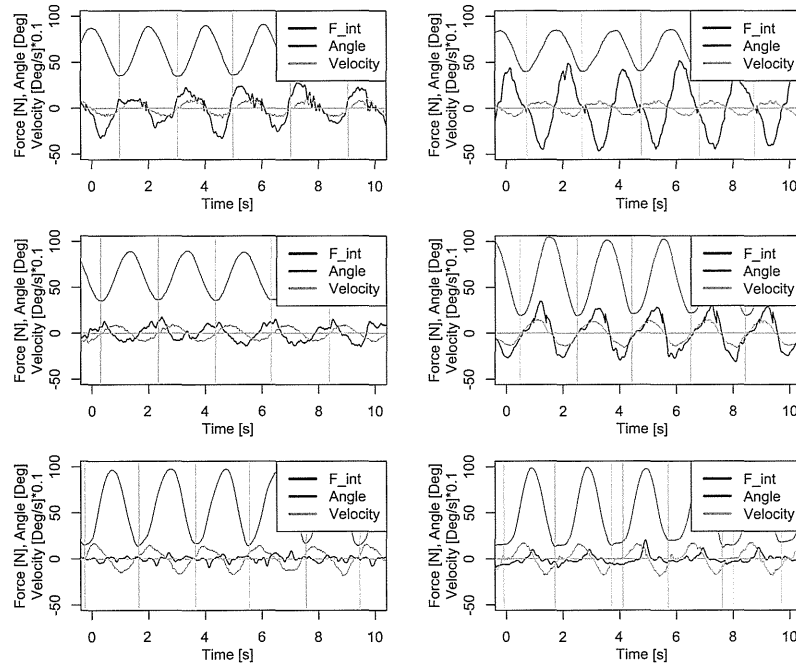 Force [N], Angle [Deg]
Velocity [Deg/s]*0.1
100
50
0
-50
F_int
Angle
Velocity
0 2 4 6 8 10
Time [s]
Force [N], Angle [Deg]
Velocity [Deg/s]*0.1
100
50
0
-50
F_int
Angle
Velocity
0 2 4 6 8 10
Time [s]
Force [N], Angle [Deg]
Velocity [Deg/s]*0.1
100
50
0
-50
F_int
Angle
Velocity
0 2 4 6 8 10
Time [s]
Force [N], Angle [Deg]
Velocity [Deg/s]*0.1
100
50
0
-50
F_int
Angle
Velocity
0 2 4 6 8 10
Time [s]
Force [N], Angle [Deg]
Velocity [Deg/s]*0.1
100
50
0
-50
F_int
Angle
Velocity
0 2 4 6 8 10
Time [s]
Force [N], Angle [Deg]
Velocity [Deg/s]*0.1
100
50
0
-50
F_int
Angle
Velocity
0 2 4 6 8 10
Time [s]